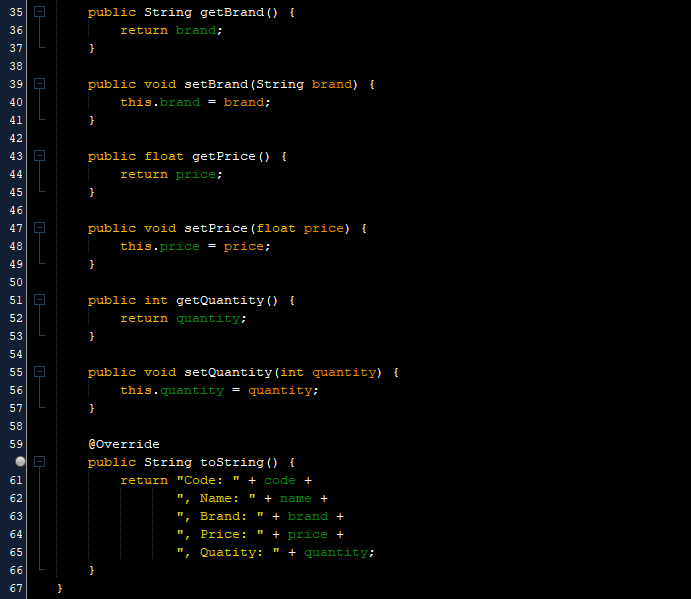 35 public String getBrand() {
36 return brand;
37 }
38
39 public void setBrand(String brand) {
40 this.brand = brand;
41 }
42
43 public float getPrice() {
44 return price;
45 }
46
47 public void setPrice(float price) {
48 this.price = price;
49 }
50
51 public int getQuantity() {
52 return quantity;
53 }
54
55 public void setQuantity(int quantity) {
56 this.quantity = quantity;
57 }
58
59 @Override
public String toString() {
61 return "Code: " + code +
62 ", Name: " + name +
63 ", Brand: " + brand +
64 ", Price: " + price +
65 ", Quatity: " + quantity;
66 }
67 }